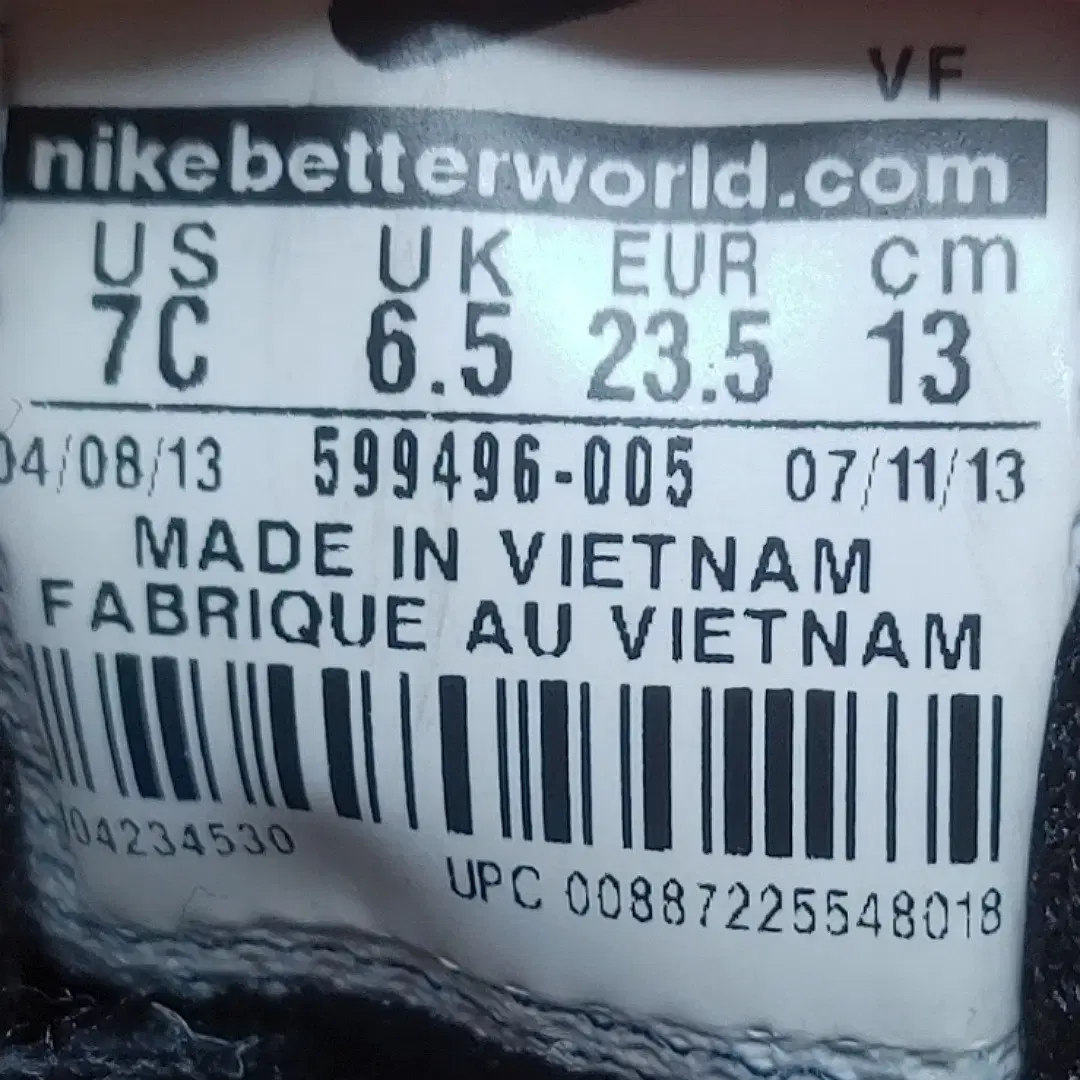 VF
nikebetterworld.com
US UK EUR cm
7C 6.5 23.5 13
04/08/13 599496-005 07/11/13
MADE IN VIETNAM
FABRIQUE AU VIETNAM
UPC 00887225548018